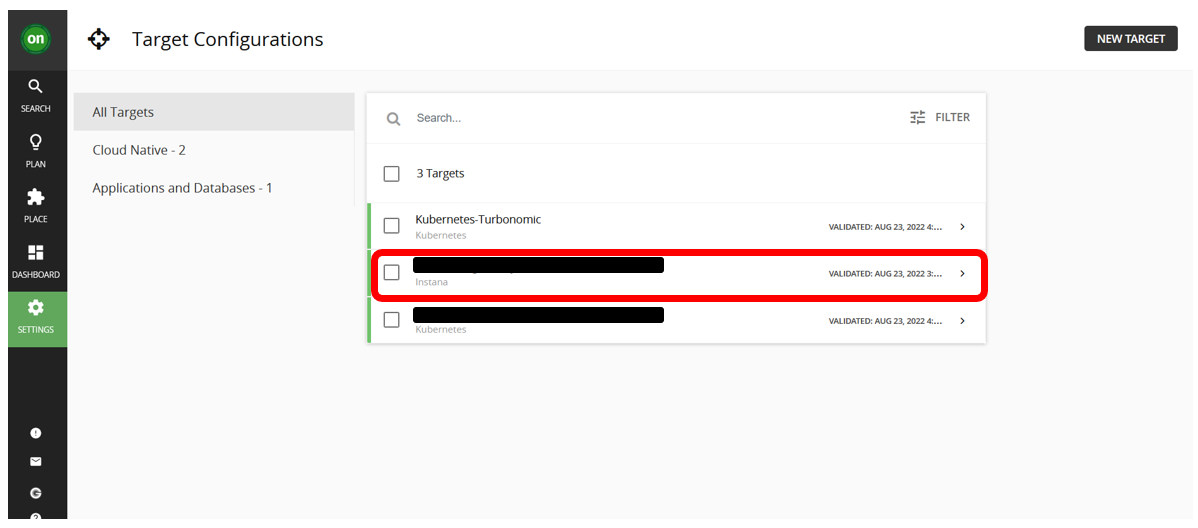 on
Target Configurations
NEW TARGET
SEARCH
PLAN
PLACE
DASHBOARD
SETTINGS
All Targets
Cloud Native - 2
Applications and Databases - 1
Search...
FILTER
3 Targets
Kubernetes-Turbonomic
Kubernetes
VALIDATED: AUG 23, 2022 4:...
Instana
VALIDATED: AUG 23, 2022 3:...
Kubernetes
VALIDATED: AUG 23, 2022 4:...